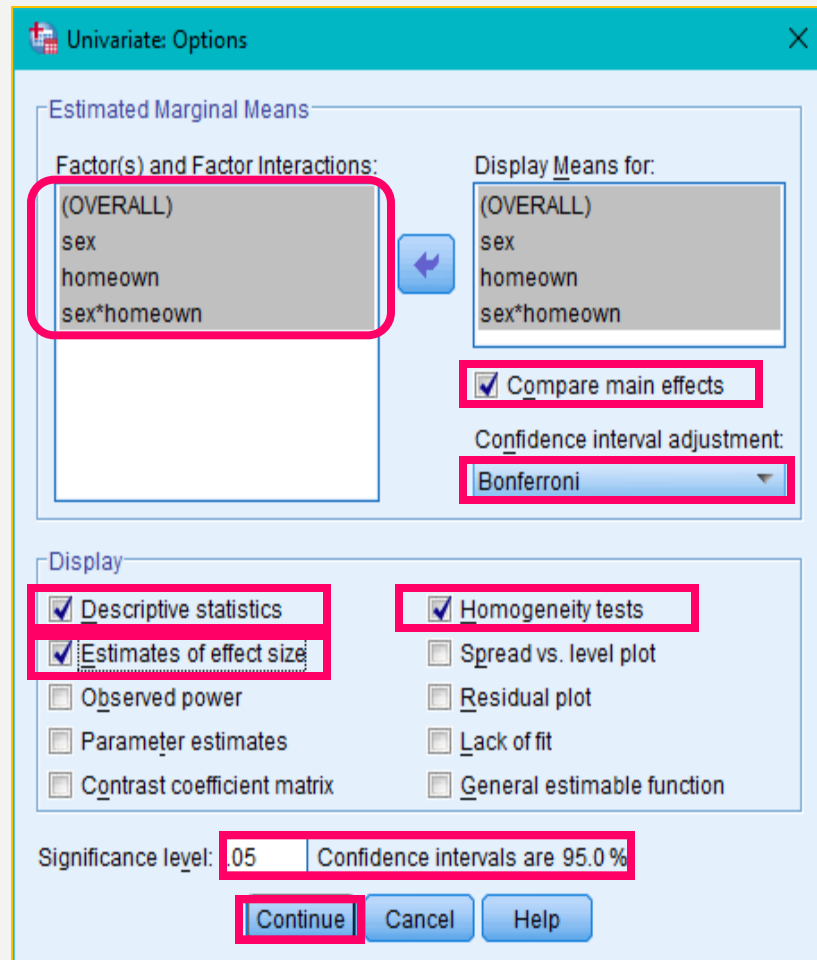 Univariate: Options
Estimated Marginal Means
Factor(s) and Factor Interactions:
(OVERALL)
sex
homeown
sex*homeown
Display Means for:
(OVERALL)
sex
homeown
sex*homeown
Compare main effects
Confidence interval adjustment:
Bonferroni
Display
Descriptive statistics
Homogeneity tests
Estimates of effect size
Spread vs. level plot
Observed power
Residual plot
Parameter estimates
Lack of fit
Contrast coefficient matrix
General estimable function
Significance level: .05 Confidence intervals are 95.0 %
Continue Cancel Help